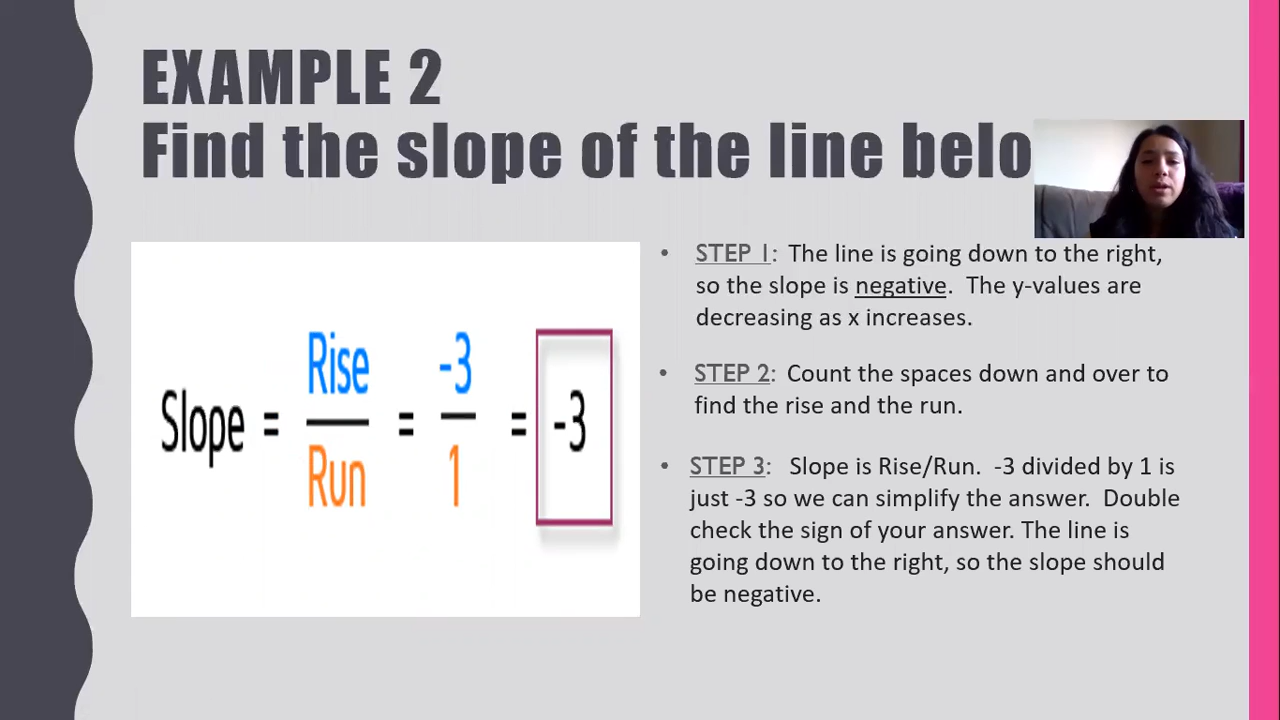 EXAMPLE 2
Find the slope of the line belo
Slope = Rise/Run = -3/1 = -3
• STEP 1: The line is going down to the right,
so the slope is negative. The y-values are
decreasing as x increases.
• STEP 2: Count the spaces down and over to
find the rise and the run.
• STEP 3: Slope is Rise/Run. -3 divided by 1 is
just -3 so we can simplify the answer. Double
check the sign of your answer. The line is
going down to the right, so the slope should
be negative.